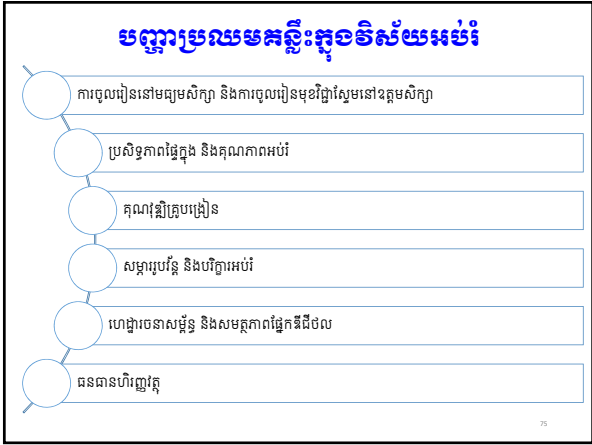 បញ្ហាប្រឈមគន្លឹះក្នុងវិស័យអប់រំ
ការចូលរៀននៅមធ្យមសិក្សា និងការចូលរៀនមុខវិជ្ជាស្ទែមនៅឧត្តមសិក្សា
ប្រសិទ្ធភាពផ្ទៃក្នុង និងគុណភាពអប់រំ
គុណវុឌ្ឍិគ្រូបង្រៀន
សម្ភាររូបវ័ន្ត និងបរិក្ខារអប់រំ
ហេដ្ឋារចនាសម្ព័ន្ធ និងសមត្ថភាពផ្នែកឌីជីថល
ធនធានហិរញ្ញវត្ថុ
75